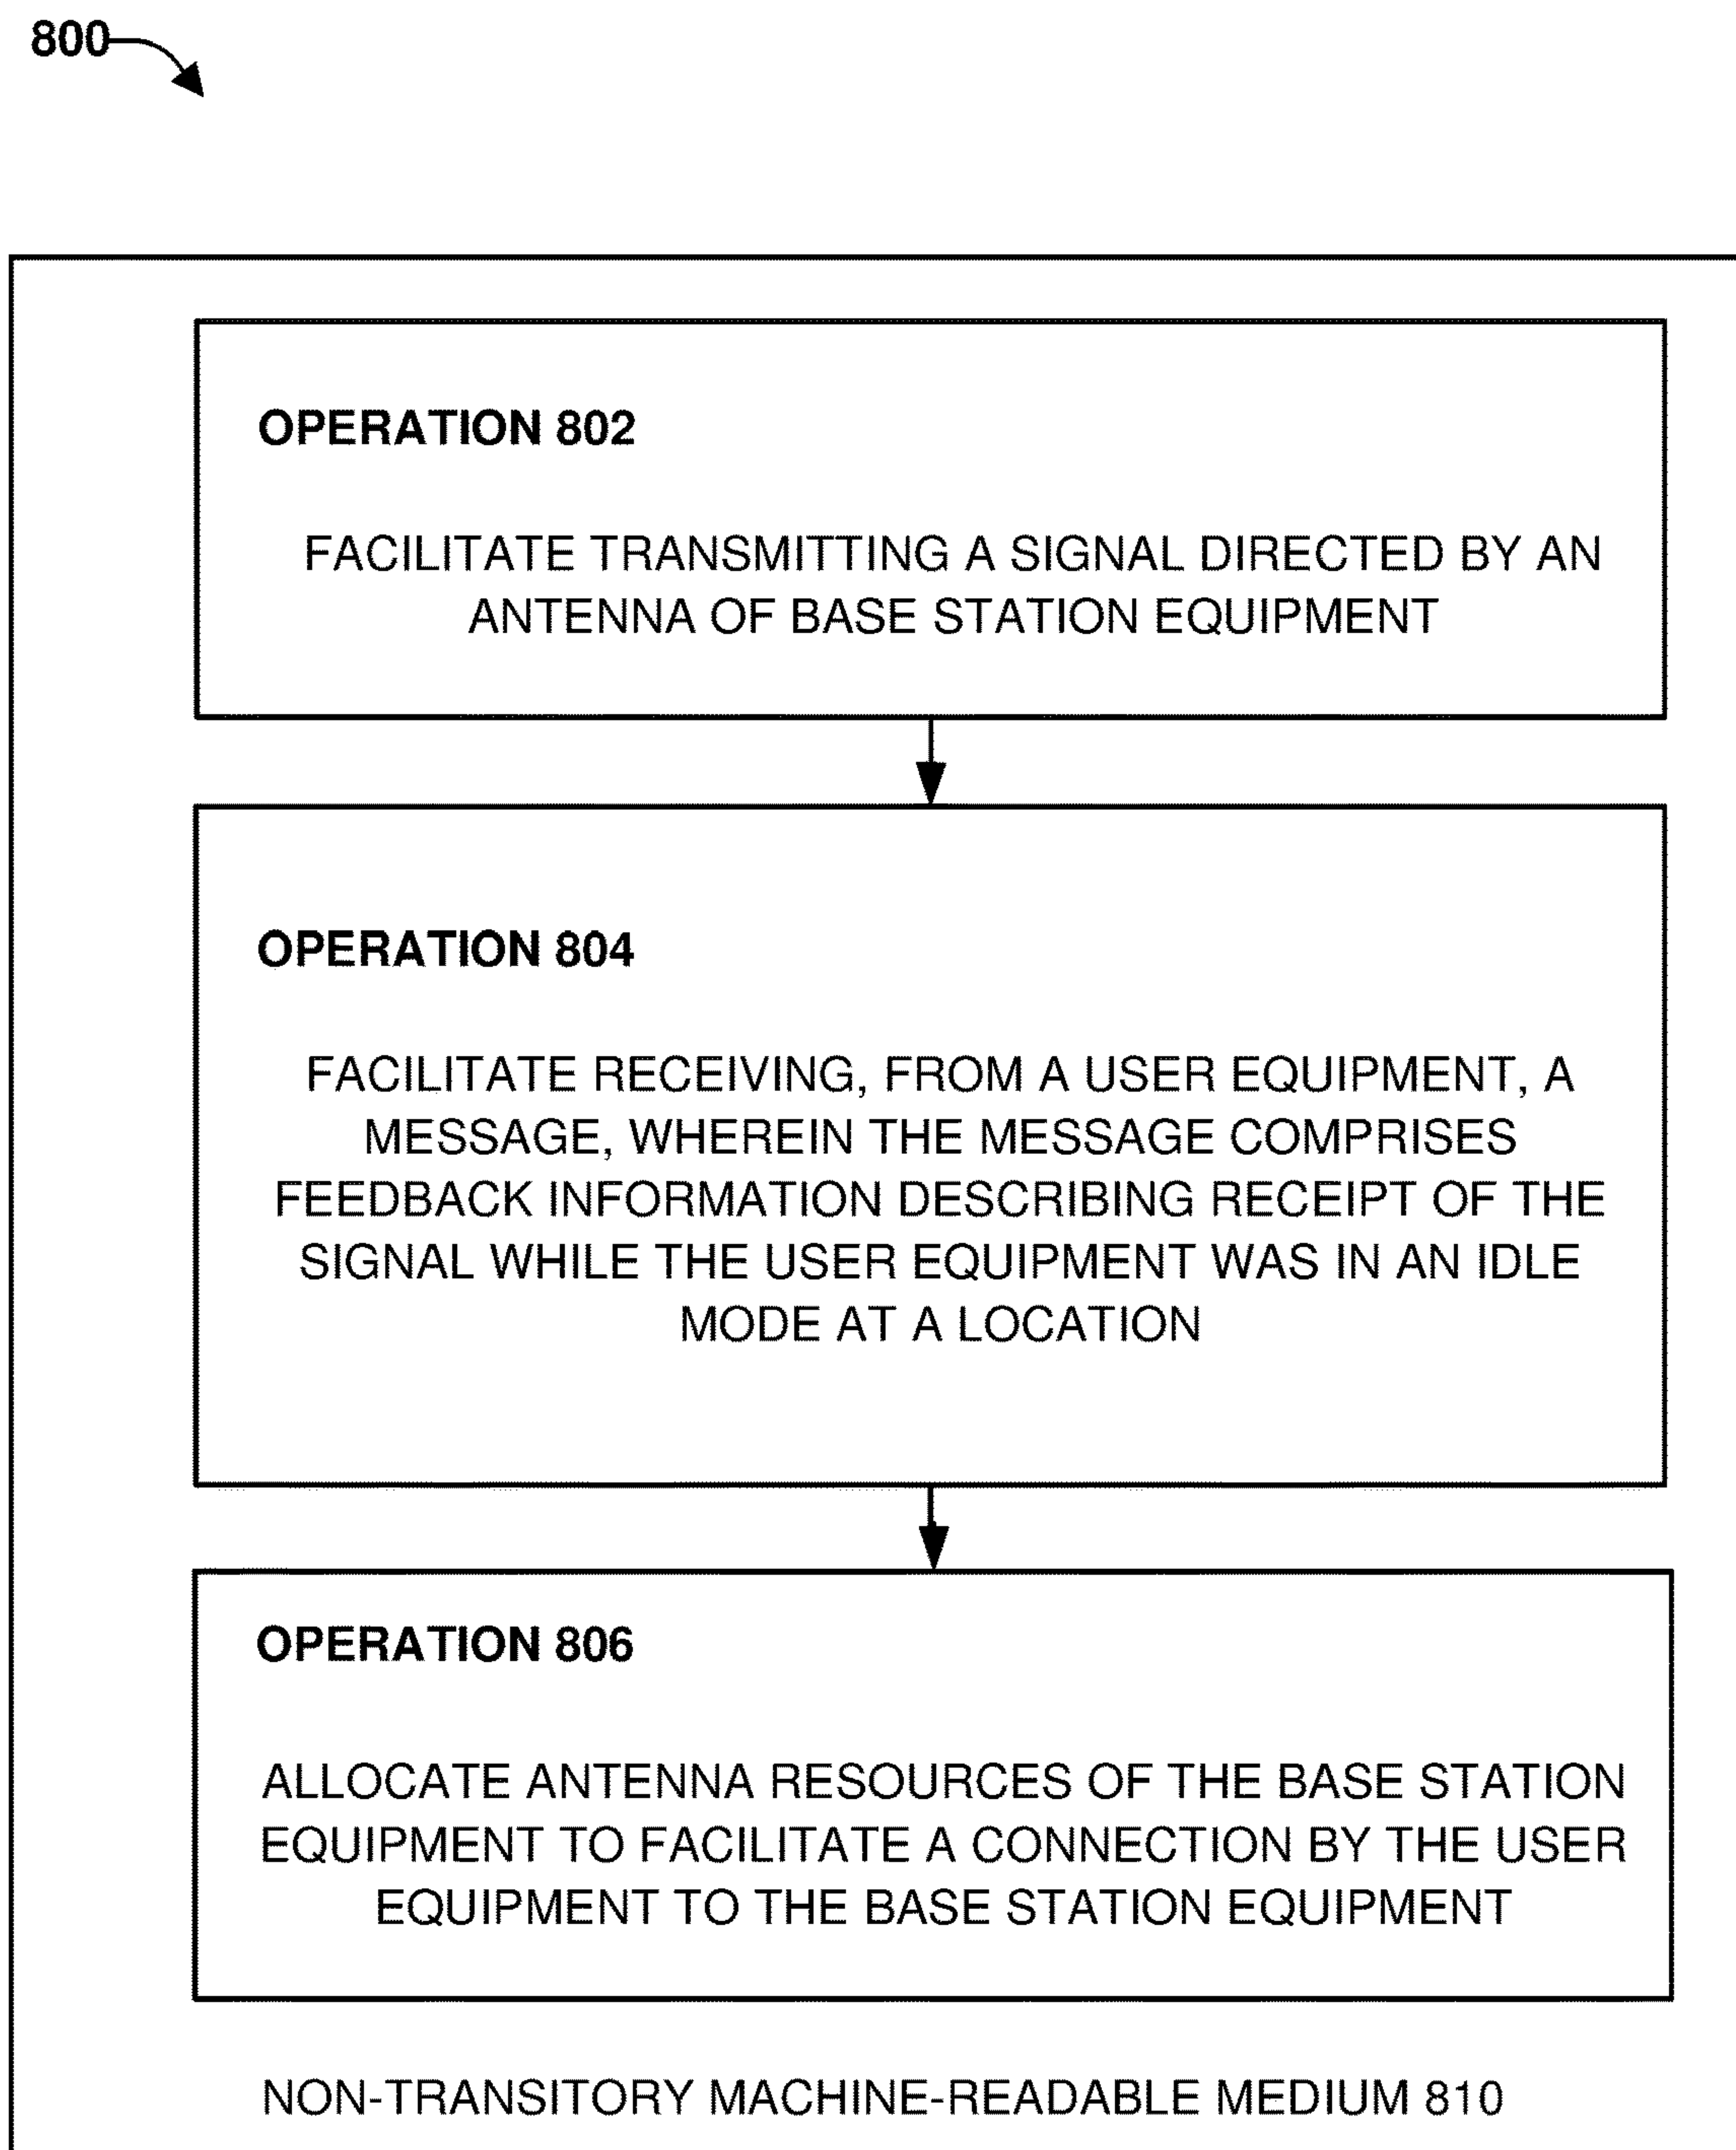 800
OPERATION 802
FACILITATE TRANSMITTING A SIGNAL DIRECTED BY AN
ANTENNA OF BASE STATION EQUIPMENT
OPERATION 804
FACILITATE RECEIVING, FROM A USER EQUIPMENT, A
MESSAGE, WHEREIN THE MESSAGE COMPRISES
FEEDBACK INFORMATION DESCRIBING RECEIPT OF THE
SIGNAL WHILE THE USER EQUIPMENT WAS IN AN IDLE
MODE AT A LOCATION
OPERATION 806
ALLOCATE ANTENNA RESOURCES OF THE BASE STATION
EQUIPMENT TO FACILITATE A CONNECTION BY THE USER
EQUIPMENT TO THE BASE STATION EQUIPMENT
NON-TRANSITORY MACHINE-READABLE MEDIUM 810